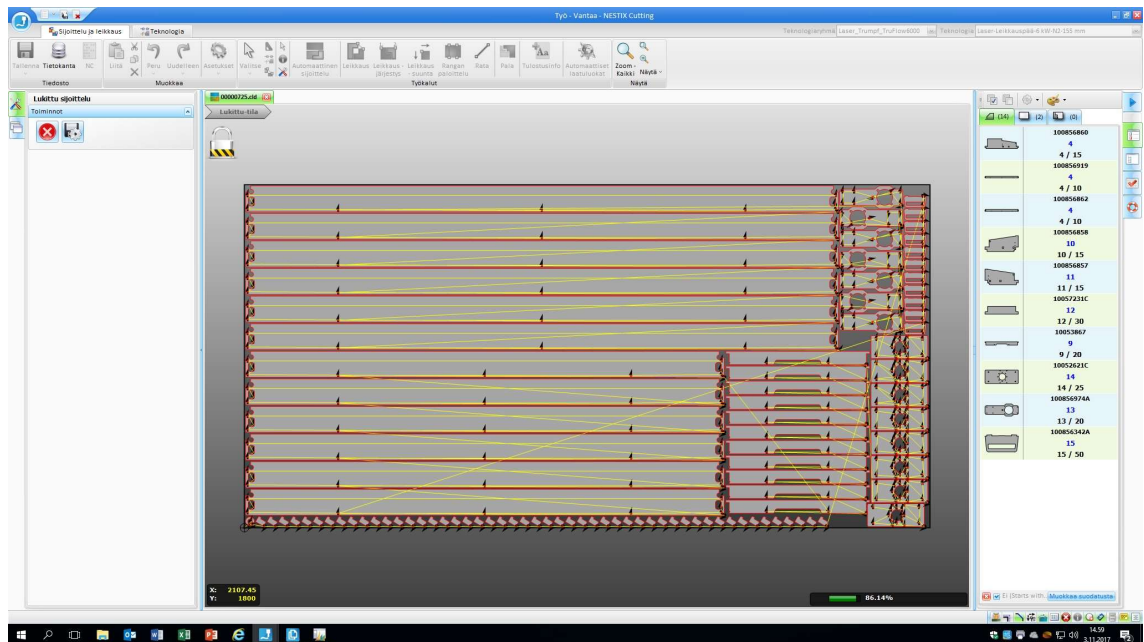 Työ - Vantaa - NESTIX Cutting
Sijoittelu ja leikkaus
Teknologia
Teknologiaryhmä Laser_Trumpf_TruFlow6000
Teknologia Laser-Leikkauspää-6 kW-N2-155 mm
Tallenna
Tietokanta
NC
Liitä
Peru
Uudelleen
Asetukset
Valitse
Automaattinen sijoittelu
Leikkaus
Leikkaus - järjestys
Leikkaus - suunta
Rangan paloittelu
Rata
Pala
Tulostusinfo
Automaattiset laatuluokat
Zoom - Kaikki
Näytä
Tiedosto
Muokkaa
Työkalut
Näytä
Lukittu sijoittelu
Toiminnot
00000725.cld
Lukittu-tila
(14)
(2)
(0)
100856860
4
4 / 15
100856919
4
4 / 10
100856862
4
4 / 10
100856858
10
10 / 15
100856857
11
11 / 15
10057231C
12
12 / 30
10053867
9
9 / 20
10052621C
14
14 / 25
100856974A
13
13 / 20
100856342A
15
15 / 50
X: 2107.45
Y: 1800
86.14%
Ei (Starts with.
Muokkaa suodatusta
14.59
3.11.2017